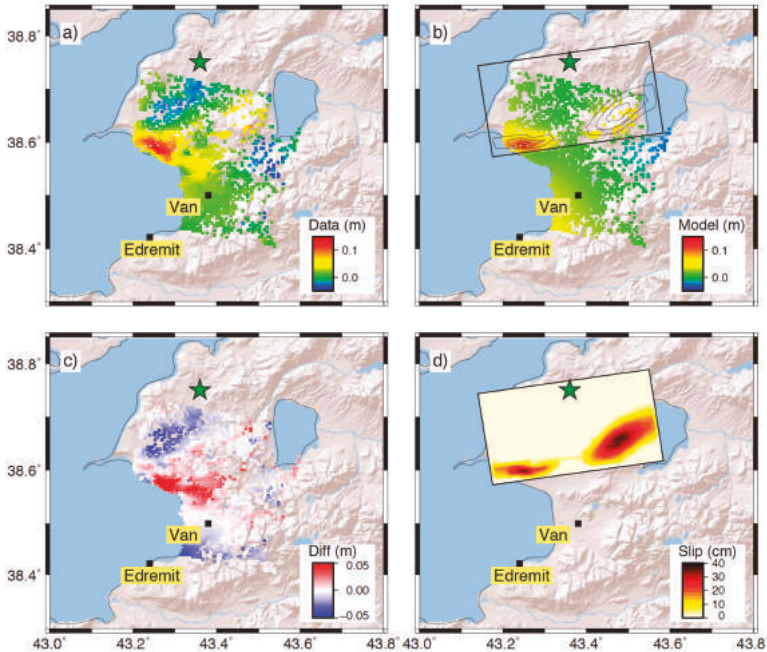 a)
b)
38.8˚
38.6˚
38.4˚
Van
Edremit
Data (m)
0.1
0.0
Van
Edremit
Model (m)
0.1
0.0
c)
d)
38.8˚
38.6˚
38.4˚
Van
Edremit
Diff (m)
0.05
0.00
−0.05
Van
Edremit
Slip (cm)
40
30
20
10
0
43.0˚
43.2˚
43.4˚
43.6˚
43.0˚
43.2˚
43.4˚
43.6˚
43.8˚